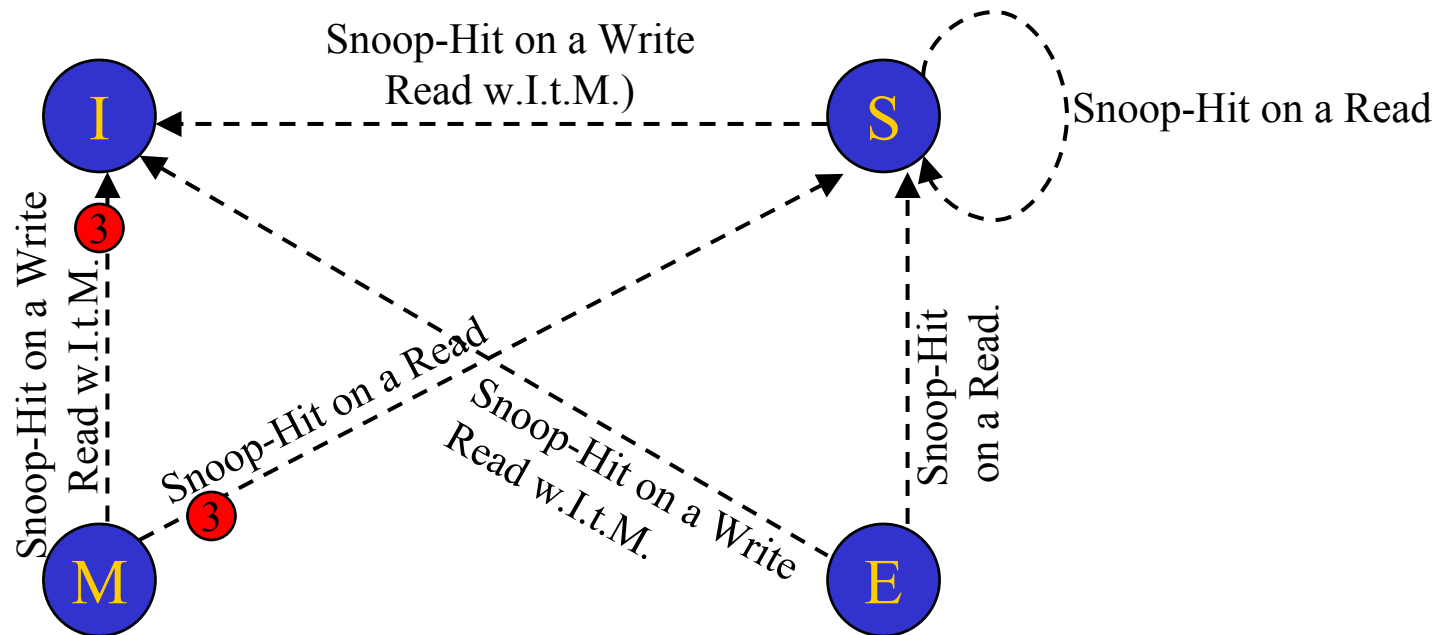 Snoop-Hit on a Write
Read w.I.t.M.)
I
S
Snoop-Hit on a Read
3
Snoop-Hit on a Write
Read w.I.t.M.
Snoop-Hit on a Read
3
Snoop-Hit on a Write
Read w.I.t.M.
Snoop-Hit
on a Read.
M
E